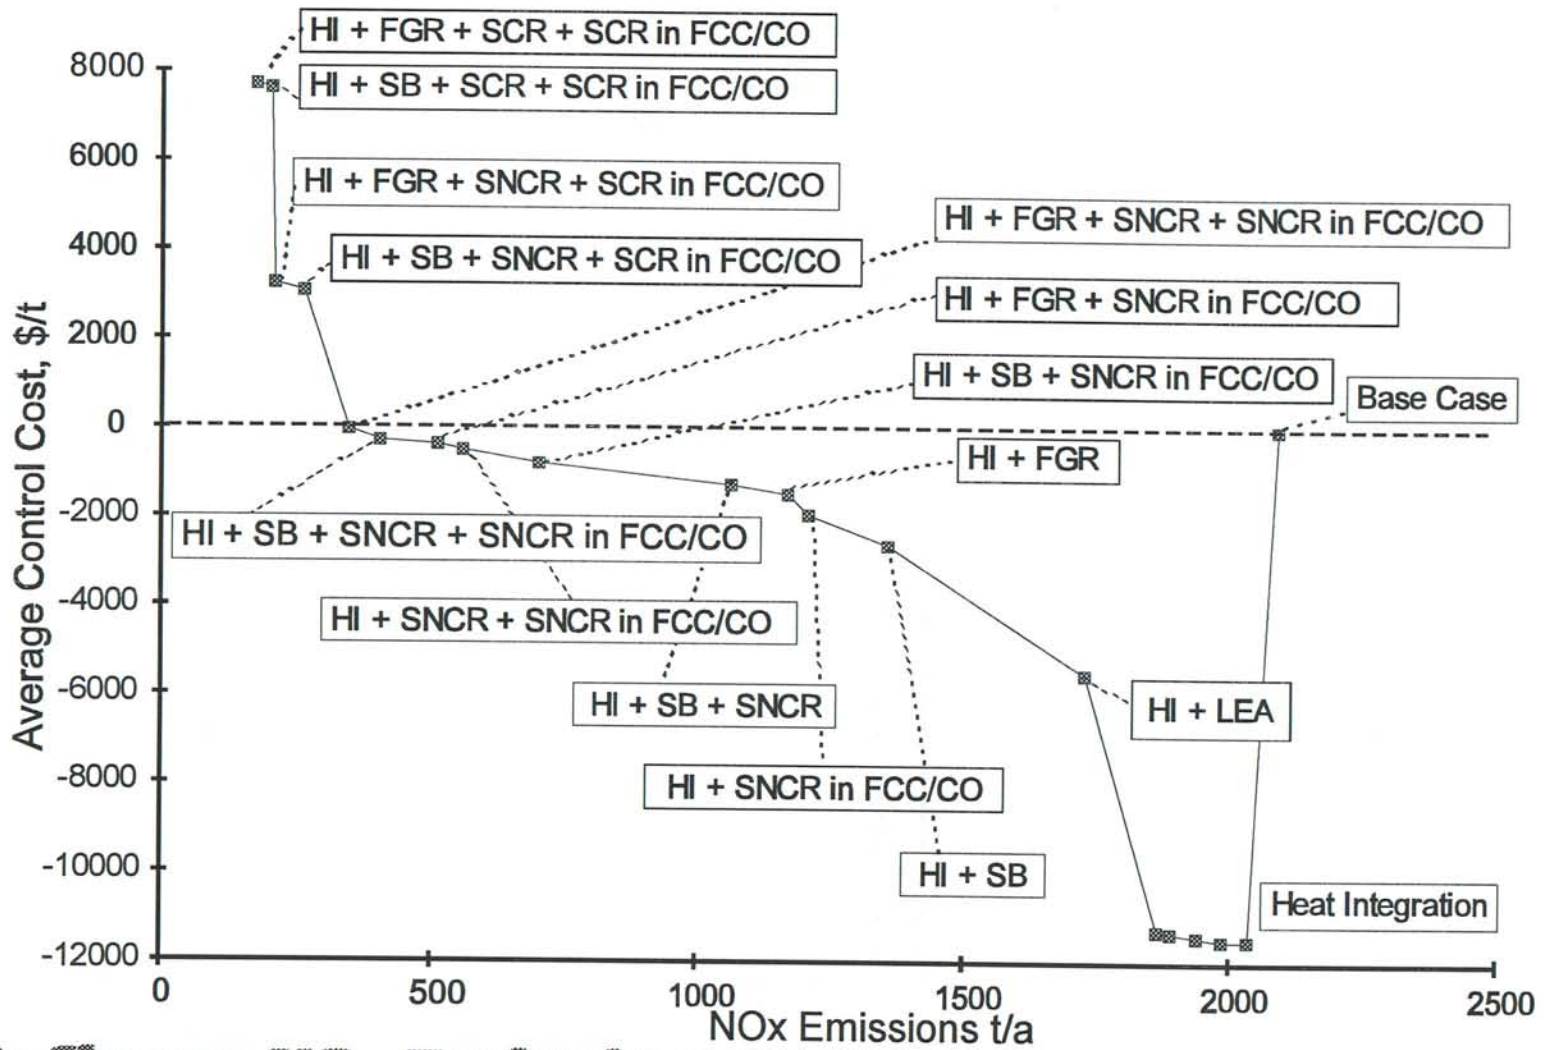 HI + FGR + SCR + SCR in FCC/CO
8000
HI + SB + SCR + SCR in FCC/CO
6000
HI + FGR + SNCR + SCR in FCC/CO
HI + FGR + SNCR + SNCR in FCC/CO
4000
HI + SB + SNCR + SCR in FCC/CO
HI + FGR + SNCR in FCC/CO
2000
HI + SB + SNCR in FCC/CO
Base Case
0
HI + FGR
-2000
HI + SB + SNCR + SNCR in FCC/CO
-4000
HI + SNCR + SNCR in FCC/CO
-6000
HI + SB + SNCR
HI + LEA
-8000
HI + SNCR in FCC/CO
-10000
HI + SB
Heat Integration
-12000
Average Control Cost, $/t
0
500
1000
1500
2000
2500
NOx Emissions t/a